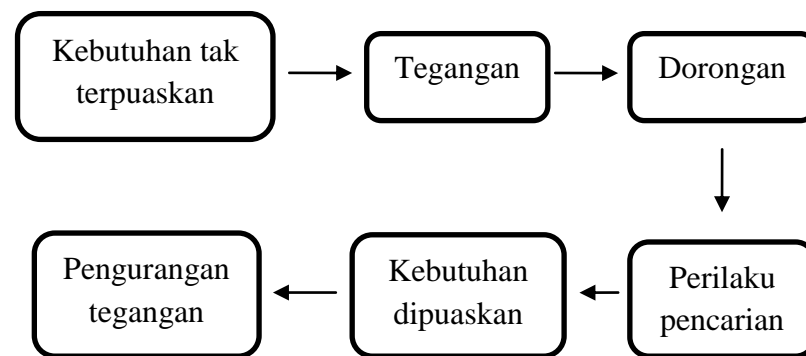 Kebutuhan tak
terpuaskan
Tegangan
Dorongan
Perilaku
pencarian
Kebutuhan
dipuaskan
Pengurangan
tegangan